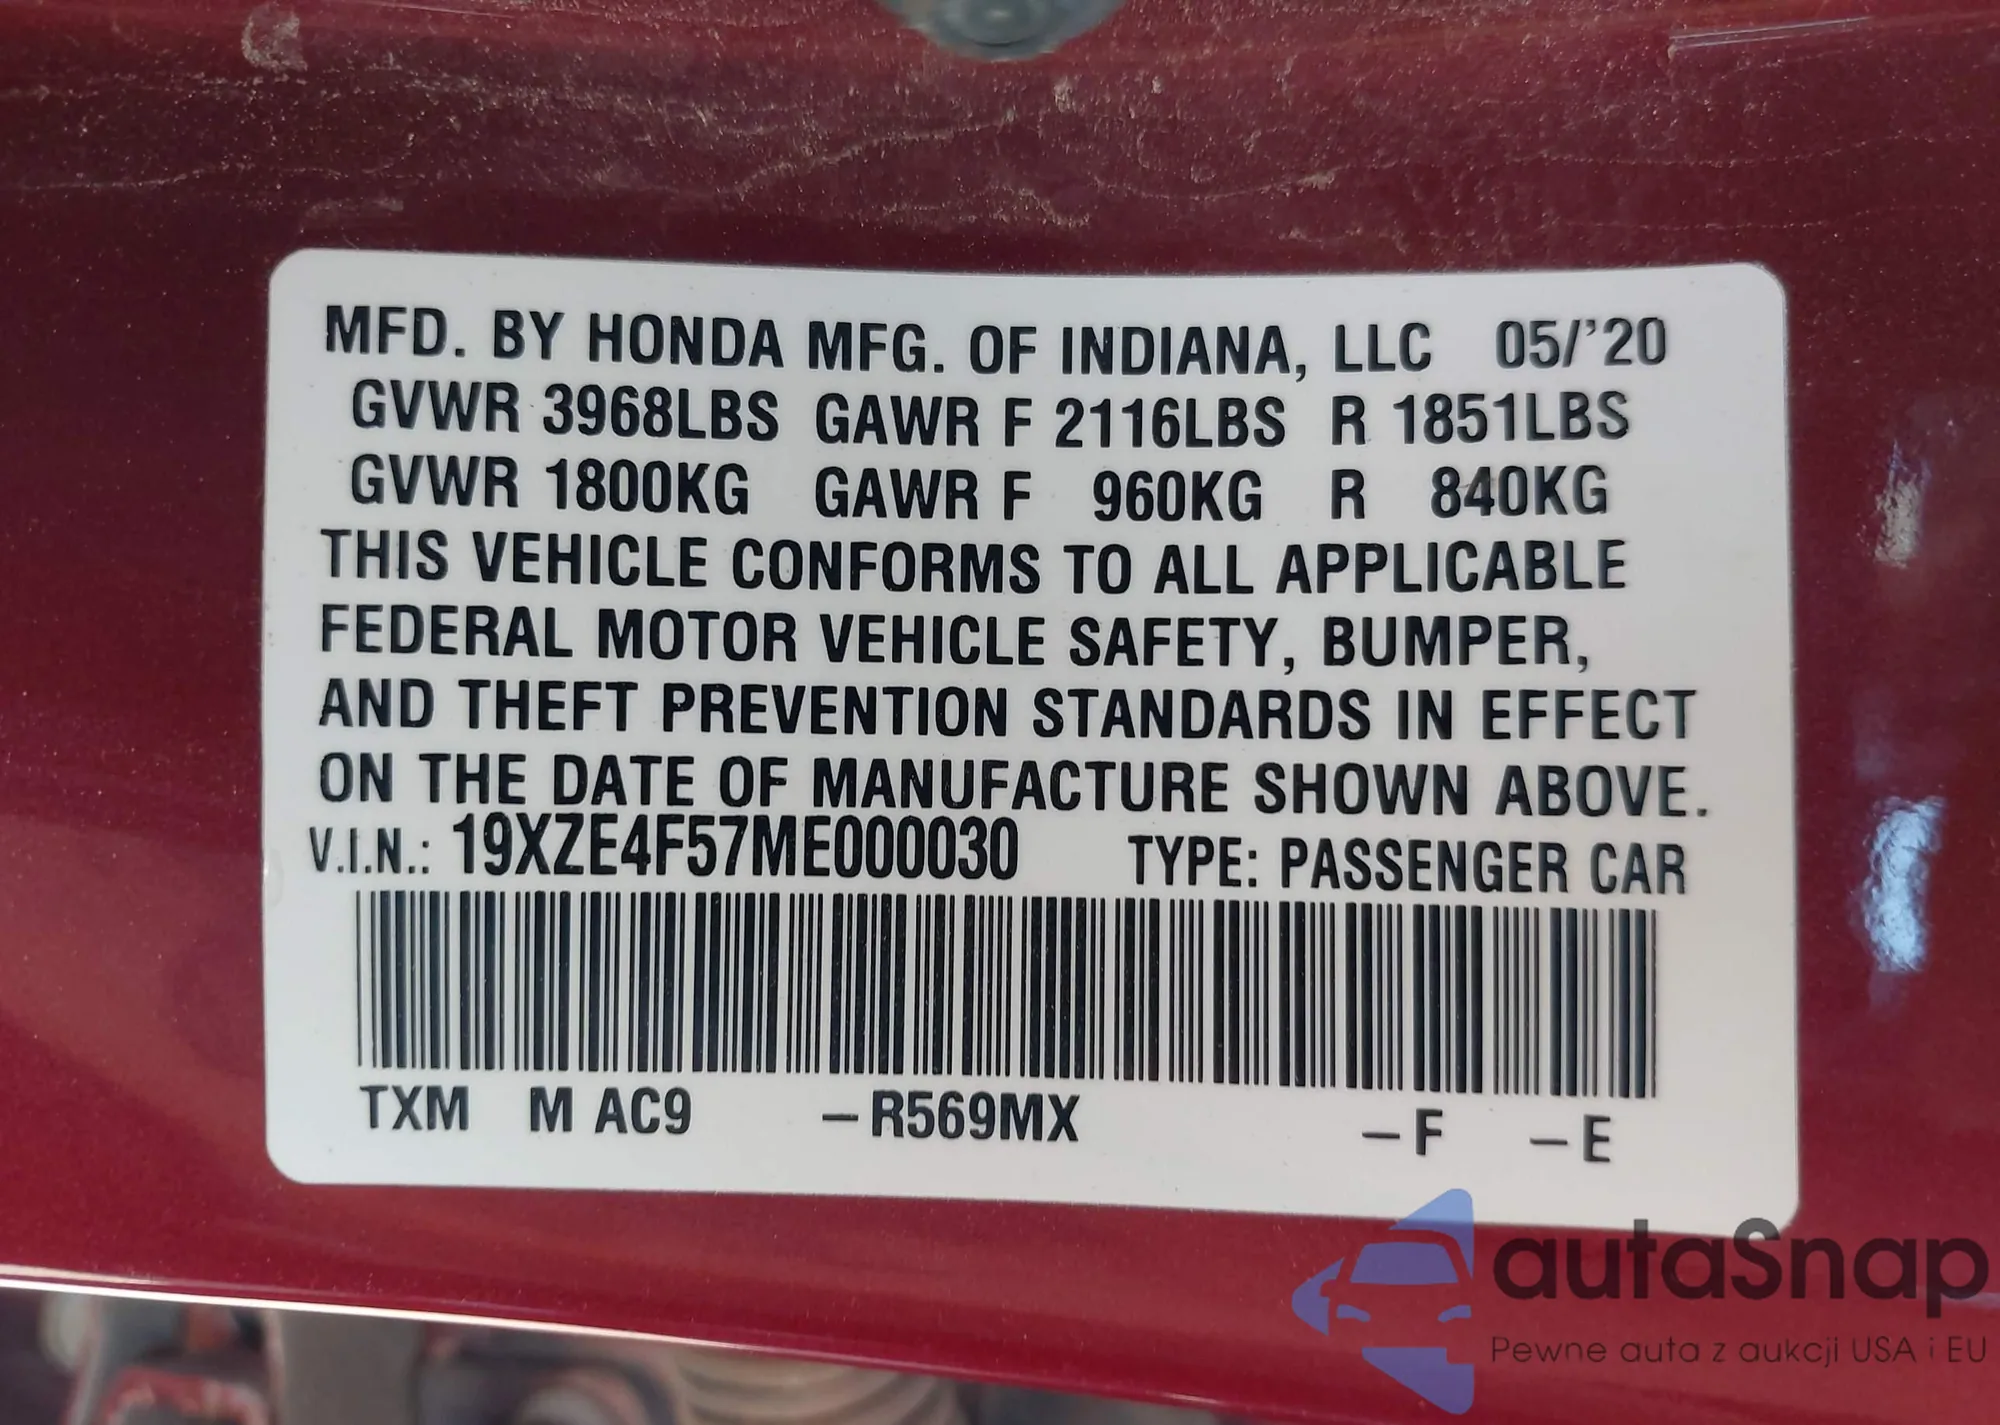 MFD. BY HONDA MFG. OF INDIANA, LLC 05/'20
GVWR 3968LBS GAWR F 2116LBS R 1851LBS
GVWR 1800KG GAWR F 960KG R 840KG
THIS VEHICLE CONFORMS TO ALL APPLICABLE
FEDERAL MOTOR VEHICLE SAFETY, BUMPER,
AND THEFT PREVENTION STANDARDS IN EFFECT
ON THE DATE OF MANUFACTURE SHOWN ABOVE.
V.I.N.: 19XZE4F57ME000030 TYPE: PASSENGER CAR
TXM M AC9 –R569MX –F –E
autaSnap
Pewne auta z aukcji USA i EU